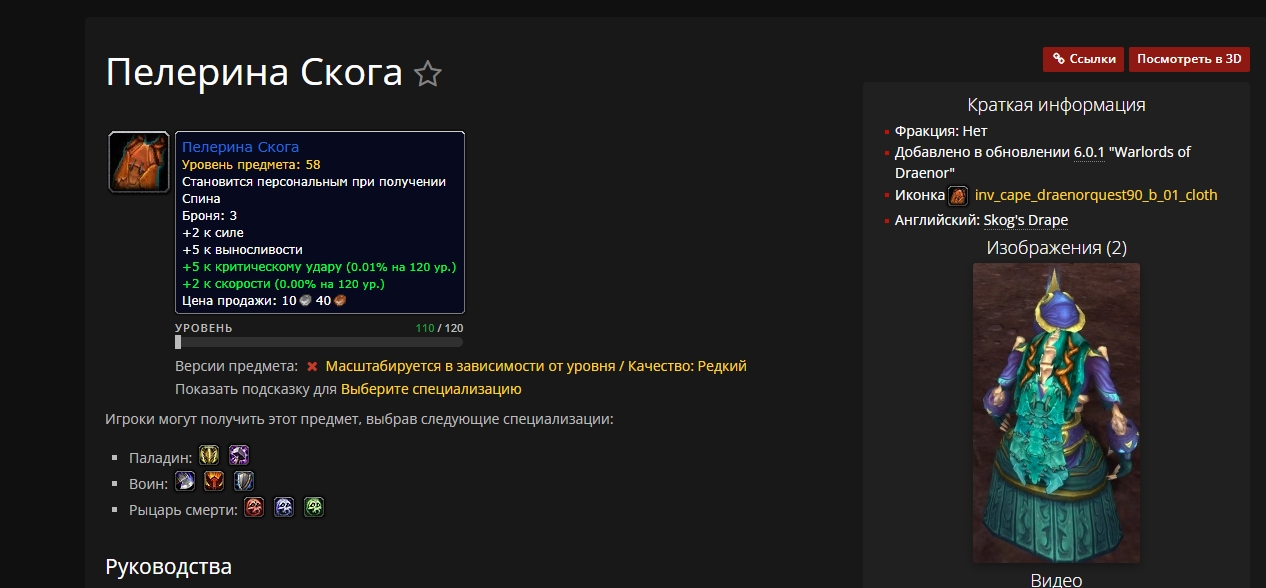 Пелерина Скога
Ссылки
Посмотреть в 3D
Пелерина Скога
Уровень предмета: 58
Становится персональным при получении
Спина
Броня: 3
+2 к силе
+5 к выносливости
+5 к критическому удару (0.01% на 120 ур.)
+2 к скорости (0.00% на 120 ур.)
Цена продажи: 10 40
УРОВЕНЬ 110 / 120
Версии предмета: Масштабируется в зависимости от уровня / Качество: Редкий
Показать подсказку для Выберите специализацию
Игроки могут получить этот предмет, выбрав следующие специализации:
Паладин:
Воин:
Рыцарь смерти:
Руководства
Краткая информация
Фракция: Нет
Добавлено в обновлении 6.0.1 "Warlords of
Draenor"
Иконка inv_cape_draenorquest90_b_01_cloth
Английский: Skog's Drape
Изображения (2)
Видео